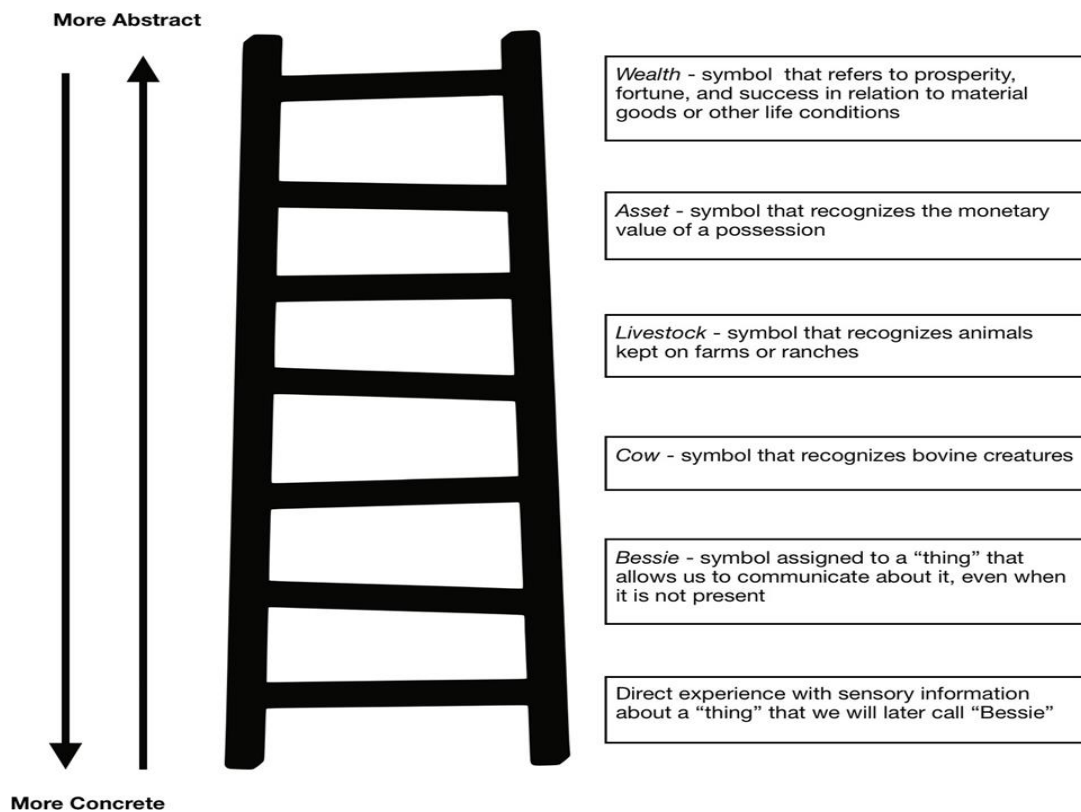 More Abstract
Wealth - symbol that refers to prosperity,
fortune, and success in relation to material
goods or other life conditions
Asset - symbol that recognizes the monetary
value of a possession
Livestock - symbol that recognizes animals
kept on farms or ranches
Cow - symbol that recognizes bovine creatures
Bessie - symbol assigned to a “thing” that
allows us to communicate about it, even when
it is not present
Direct experience with sensory information
about a “thing” that we will later call “Bessie”
More Concrete